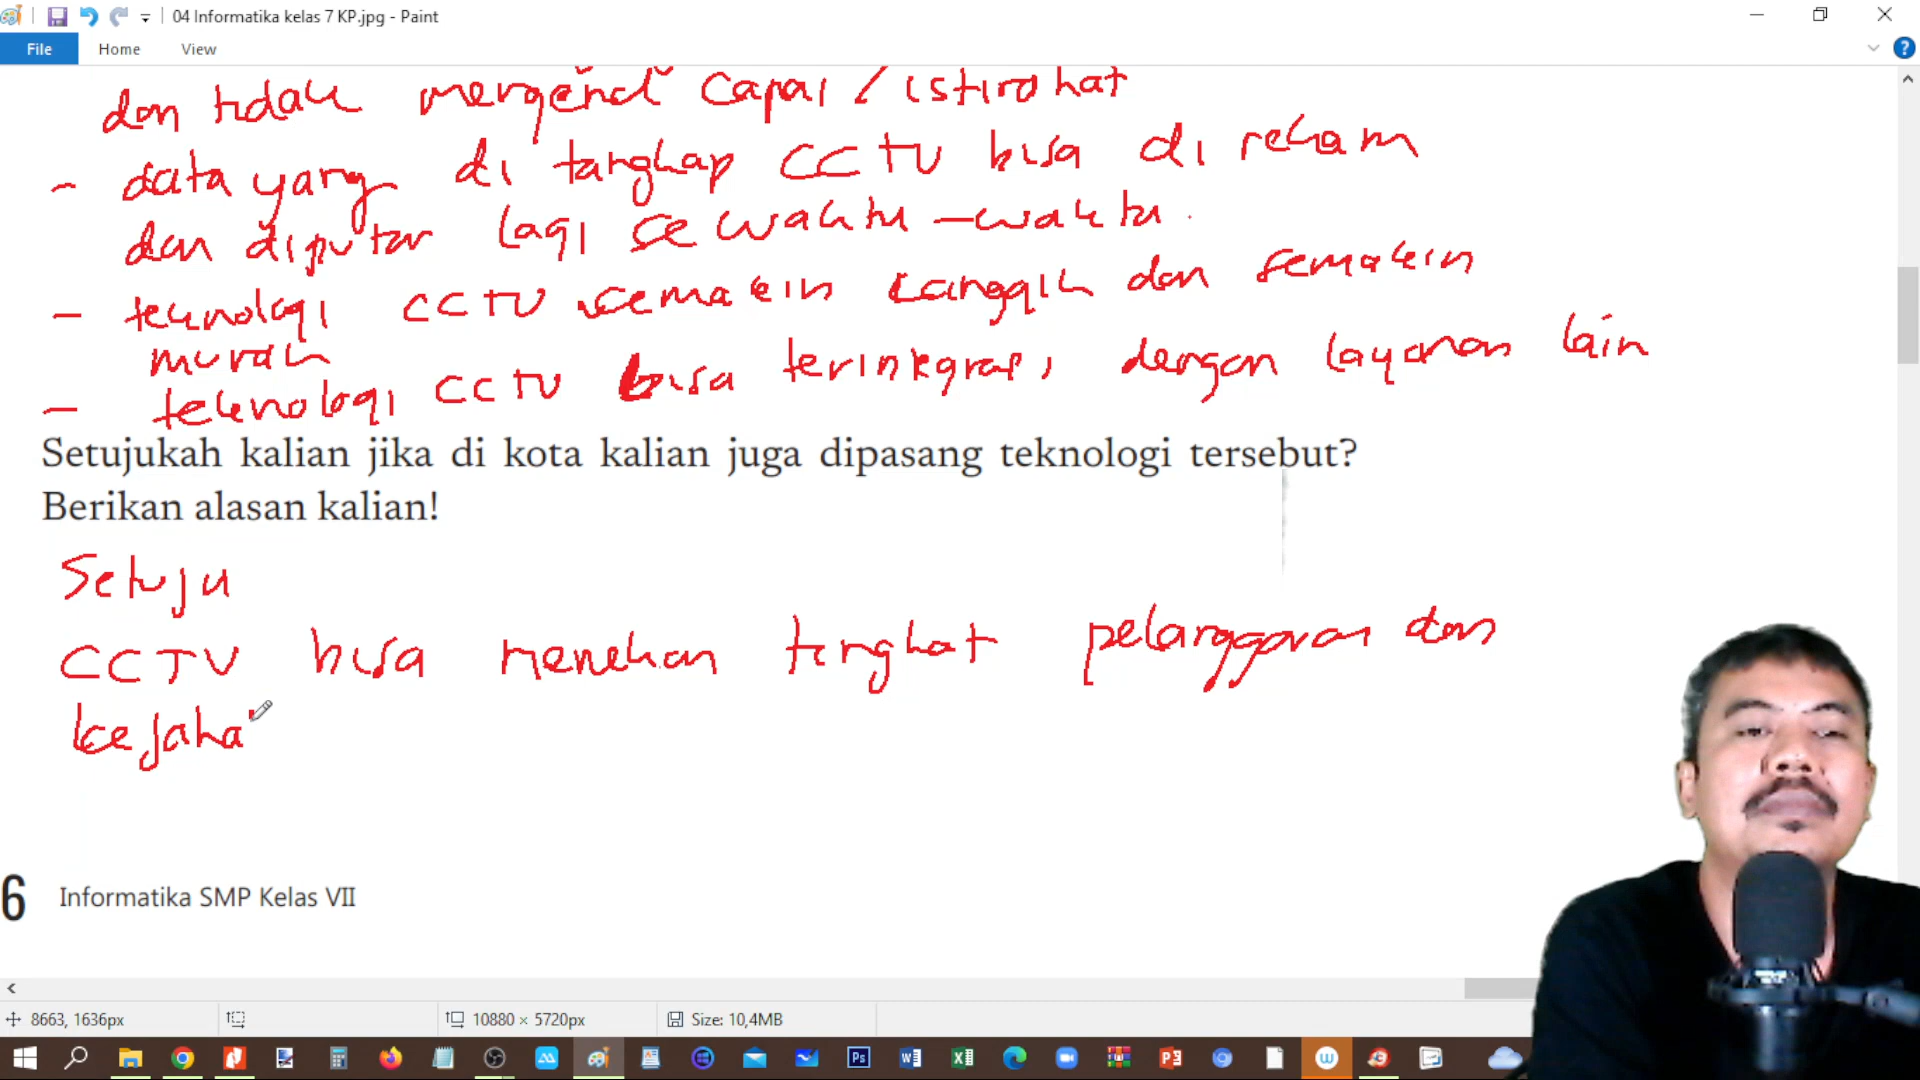 04 Informatika kelas 7 KP.jpg - Paint
File Home View
dan tidak mengenal capai / istirahat
- data yang di tangkap CCTV bisa di rekam
dan diputar lagi sewaktu-waktu.
- teknologi CCTV semakin canggih dan semakin
murah
- teknologi CCTV bisa terintegrasi dengan layanan lain
Setujukah kalian jika di kota kalian juga dipasang teknologi tersebut?
Berikan alasan kalian!
Setuju
CCTV bisa menekan tingkat pelanggaran dan
kejaha
6 Informatika SMP Kelas VII
8663, 1636px 10880 × 5720px Size: 10,4MB